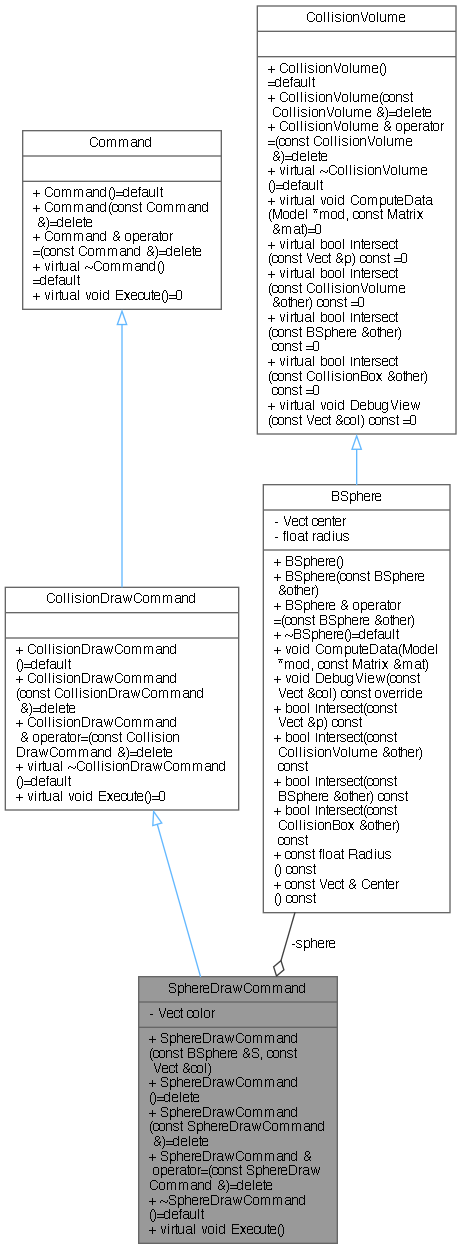 CollisionVolume
+ CollisionVolume()
=default
+ CollisionVolume(const
CollisionVolume &)=delete
+ CollisionVolume & operator
=(const CollisionVolume
&)=delete
+ virtual ~CollisionVolume
()=default
+ virtual void ComputeData
(Model *mod, const Matrix
&mat)=0
+ virtual bool Intersect
(const Vect &p) const =0
+ virtual bool Intersect
(const CollisionVolume
&other) const =0
+ virtual bool Intersect
(const BSphere &other)
const =0
+ virtual bool Intersect
(const CollisionBox &other)
const =0
+ virtual void DebugView
(const Vect &col) const =0
Command
+ Command()=default
+ Command(const Command
&)=delete
+ Command & operator
=(const Command &)=delete
+ virtual ~Command()
=default
+ virtual void Execute()=0
BSphere
- Vect center
- float radius
+ BSphere()
+ BSphere(const BSphere
&other)
+ BSphere & operator
=(const BSphere &other)
+ ~BSphere()=default
+ void ComputeData(Model
*mod, const Matrix &mat)
+ void DebugView(const
Vect &col) const override
+ bool Intersect(const
Vect &p) const
+ bool Intersect(const
CollisionVolume &other)
const
+ bool Intersect(const
BSphere &other) const
+ bool Intersect(const
CollisionBox &other)
const
+ const float Radius
() const
+ const Vect & Center
() const
CollisionDrawCommand
+ CollisionDrawCommand
()=default
+ CollisionDrawCommand
(const CollisionDrawCommand
&)=delete
+ CollisionDrawCommand
& operator=(const Collision
DrawCommand &)=delete
+ virtual ~CollisionDrawCommand
()=default
+ virtual void Execute()=0
-sphere
SphereDrawCommand
- Vect color
+ SphereDrawCommand
(const BSphere &S, const
Vect &col)
+ SphereDrawCommand
()=delete
+ SphereDrawCommand
(const SphereDrawCommand
&)=delete
+ SphereDrawCommand &
operator=(const SphereDraw
Command &)=delete
+ ~SphereDrawCommand
()=default
+ virtual void Execute()